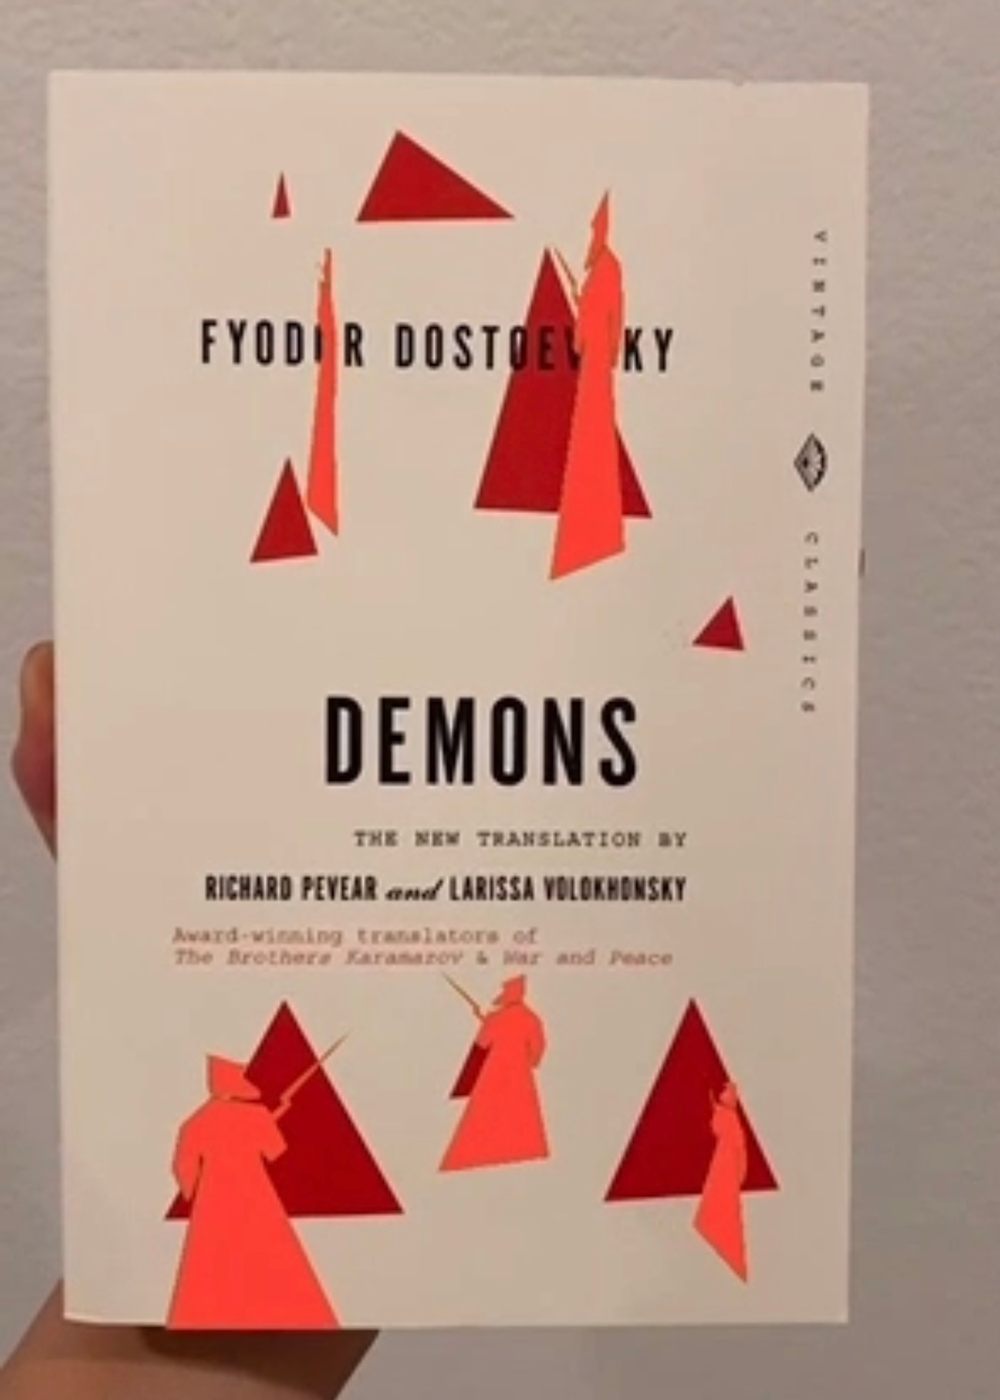 FYODOR DOSTOEVSKY
DEMONS
THE NEW TRANSLATION BY
RICHARD PEVEAR and LARISSA VOLOKHONSKY
Award-winning translators of
The Brothers Karamazov & War and Peace
VINTAGE CLASSICS